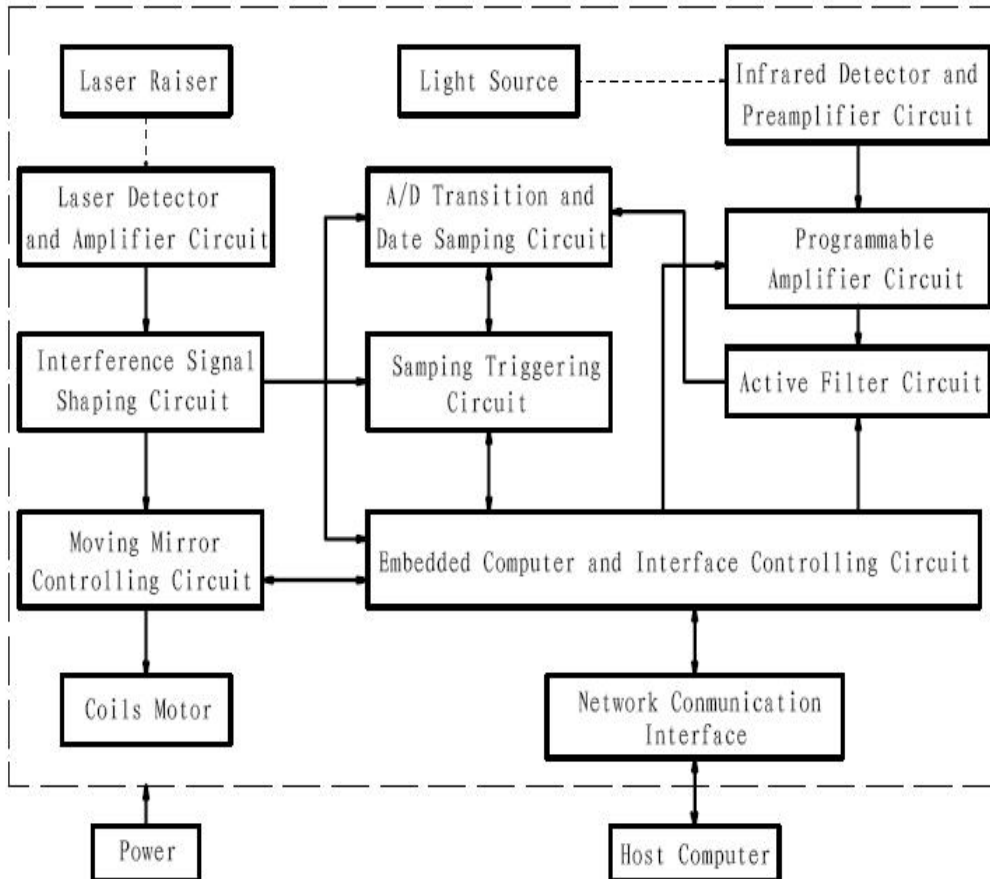 Laser Raiser
Light Source
Infrared Detector and
Preamplifier Circuit
Laser Detector
and Amplifier Circuit
A/D Transition and
Date Samping Circuit
Programmable
Amplifier Circuit
Interference Signal
Shaping Circuit
Samping Triggering
Circuit
Active Filter Circuit
Moving Mirror
Controlling Circuit
Embedded Computer and Interface Controlling Circuit
Coils Motor
Network Conmunication
Interface
Power
Host Computer